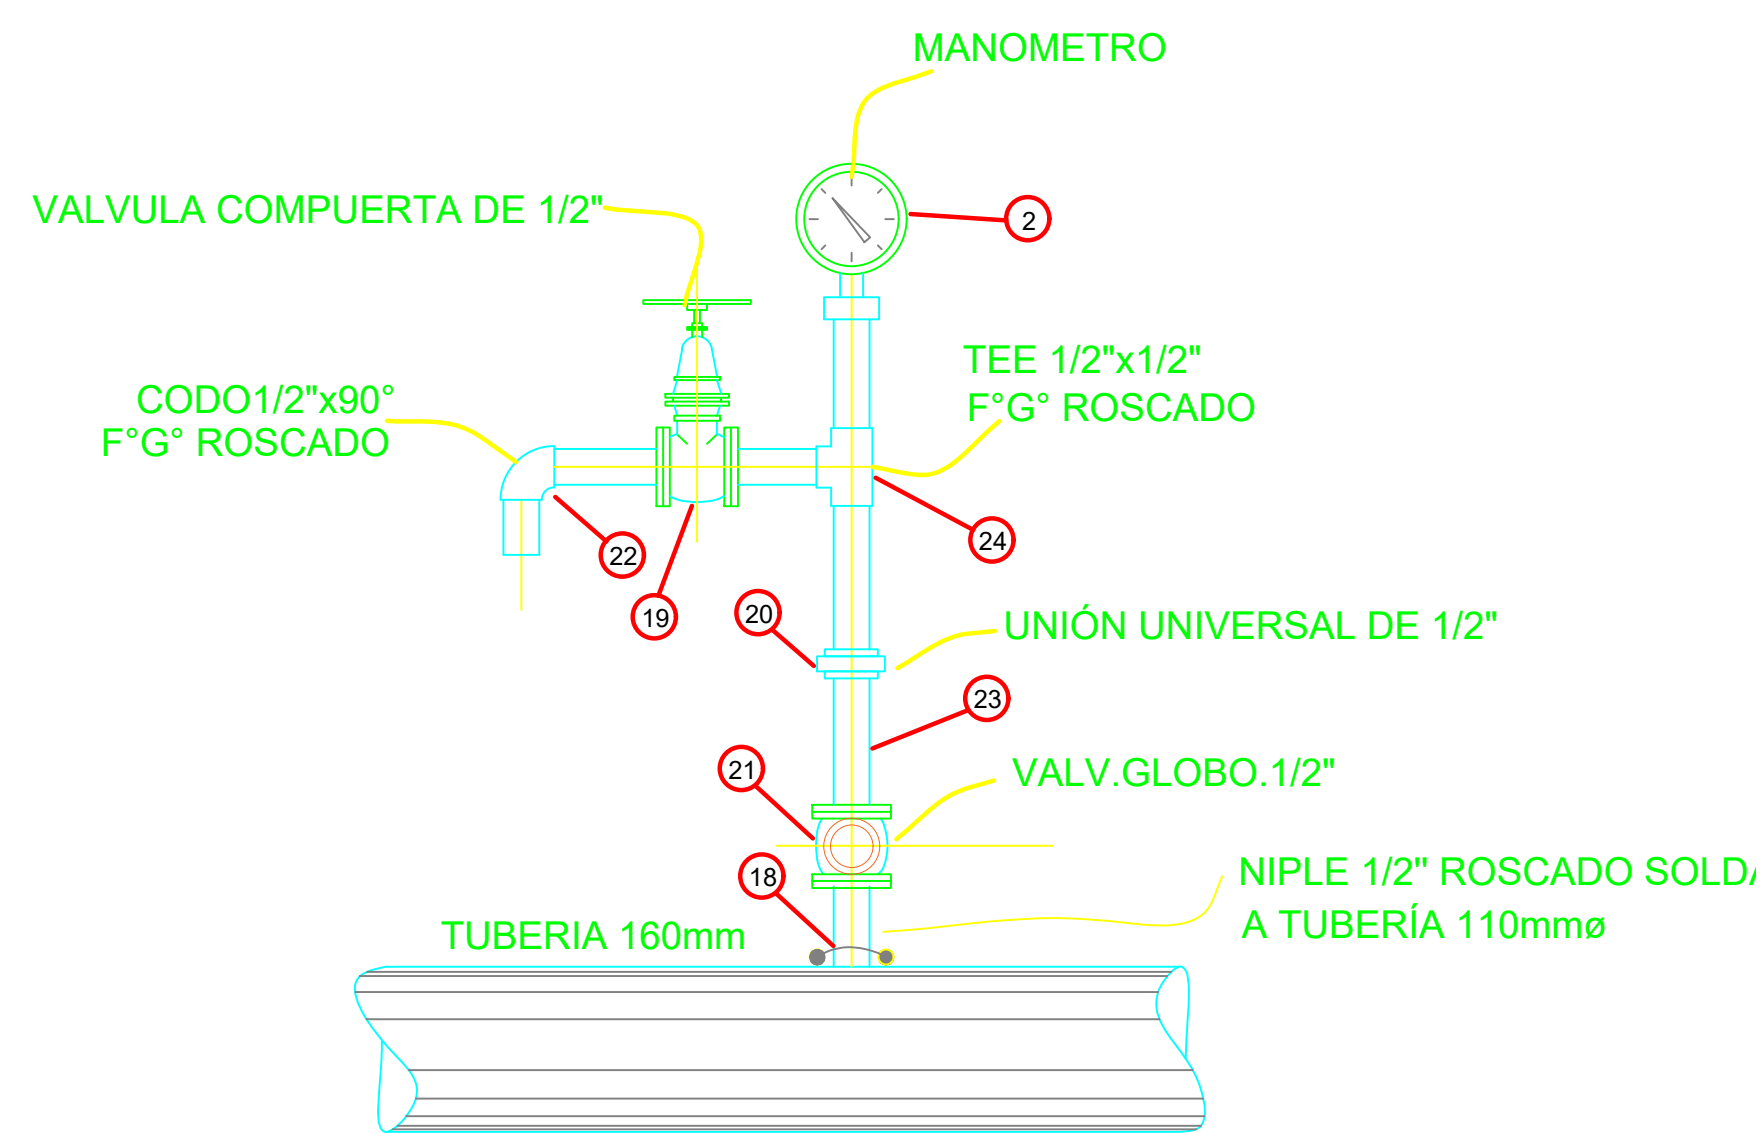 MANOMETRO
VALVULA COMPUERTA DE 1/2"
2
TEE 1/2"x1/2"
F°G° ROSCADO
CODO1/2"x90°
F°G° ROSCADO
24
22
19
20
UNIÓN UNIVERSAL DE 1/2"
23
21
VALV.GLOBO.1/2"
18
NIPLE 1/2" ROSCADO
A TUBERÍA 110mmø
TUBERIA 160mm